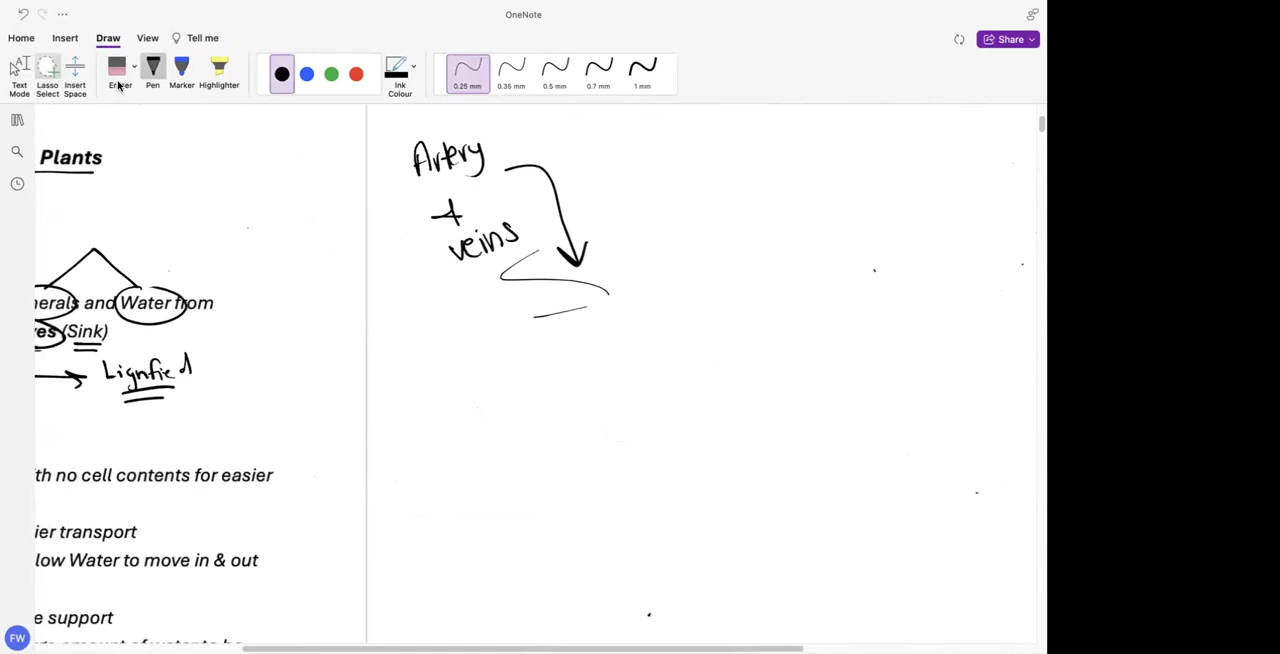 OneNote
Home Insert Draw View Tell me
Share
Text Mode
Lasso Select
Insert Space
Eraser
Pen
Marker
Highlighter
Ink Colour
0.25 mm 0.35 mm 0.5 mm 0.7 mm 1 mm
Plants
nerals and Water from
ves (Sink)
Lignfied
th no cell contents for easier
ier transport
low Water to move in & out
e support
Artery
+
veins
FW